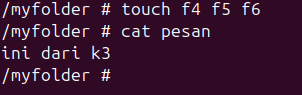 /myfolder # touch f4 f5 f6
/myfolder # cat pesan
ini dari k3
/myfolder #